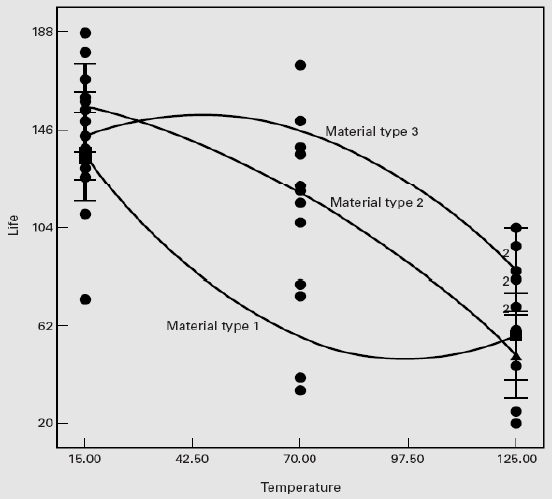 188
146
104
62
20
Life
Material type 3
Material type 2
Material type 1
2
2
2
15.00
42.50
70.00
97.50
125.00
Temperature